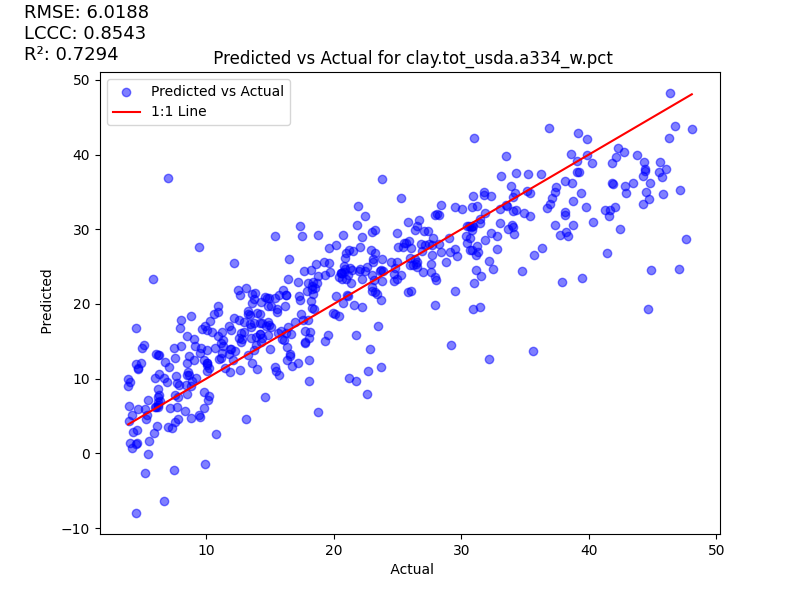 RMSE: 6.0188
LCCC: 0.8543
R²: 0.7294
Predicted vs Actual for clay.tot_usda.a334_w.pct
Predicted vs Actual
1:1 Line
50
40
30
20
10
0
−10
Predicted
10 20 30 40 50
Actual